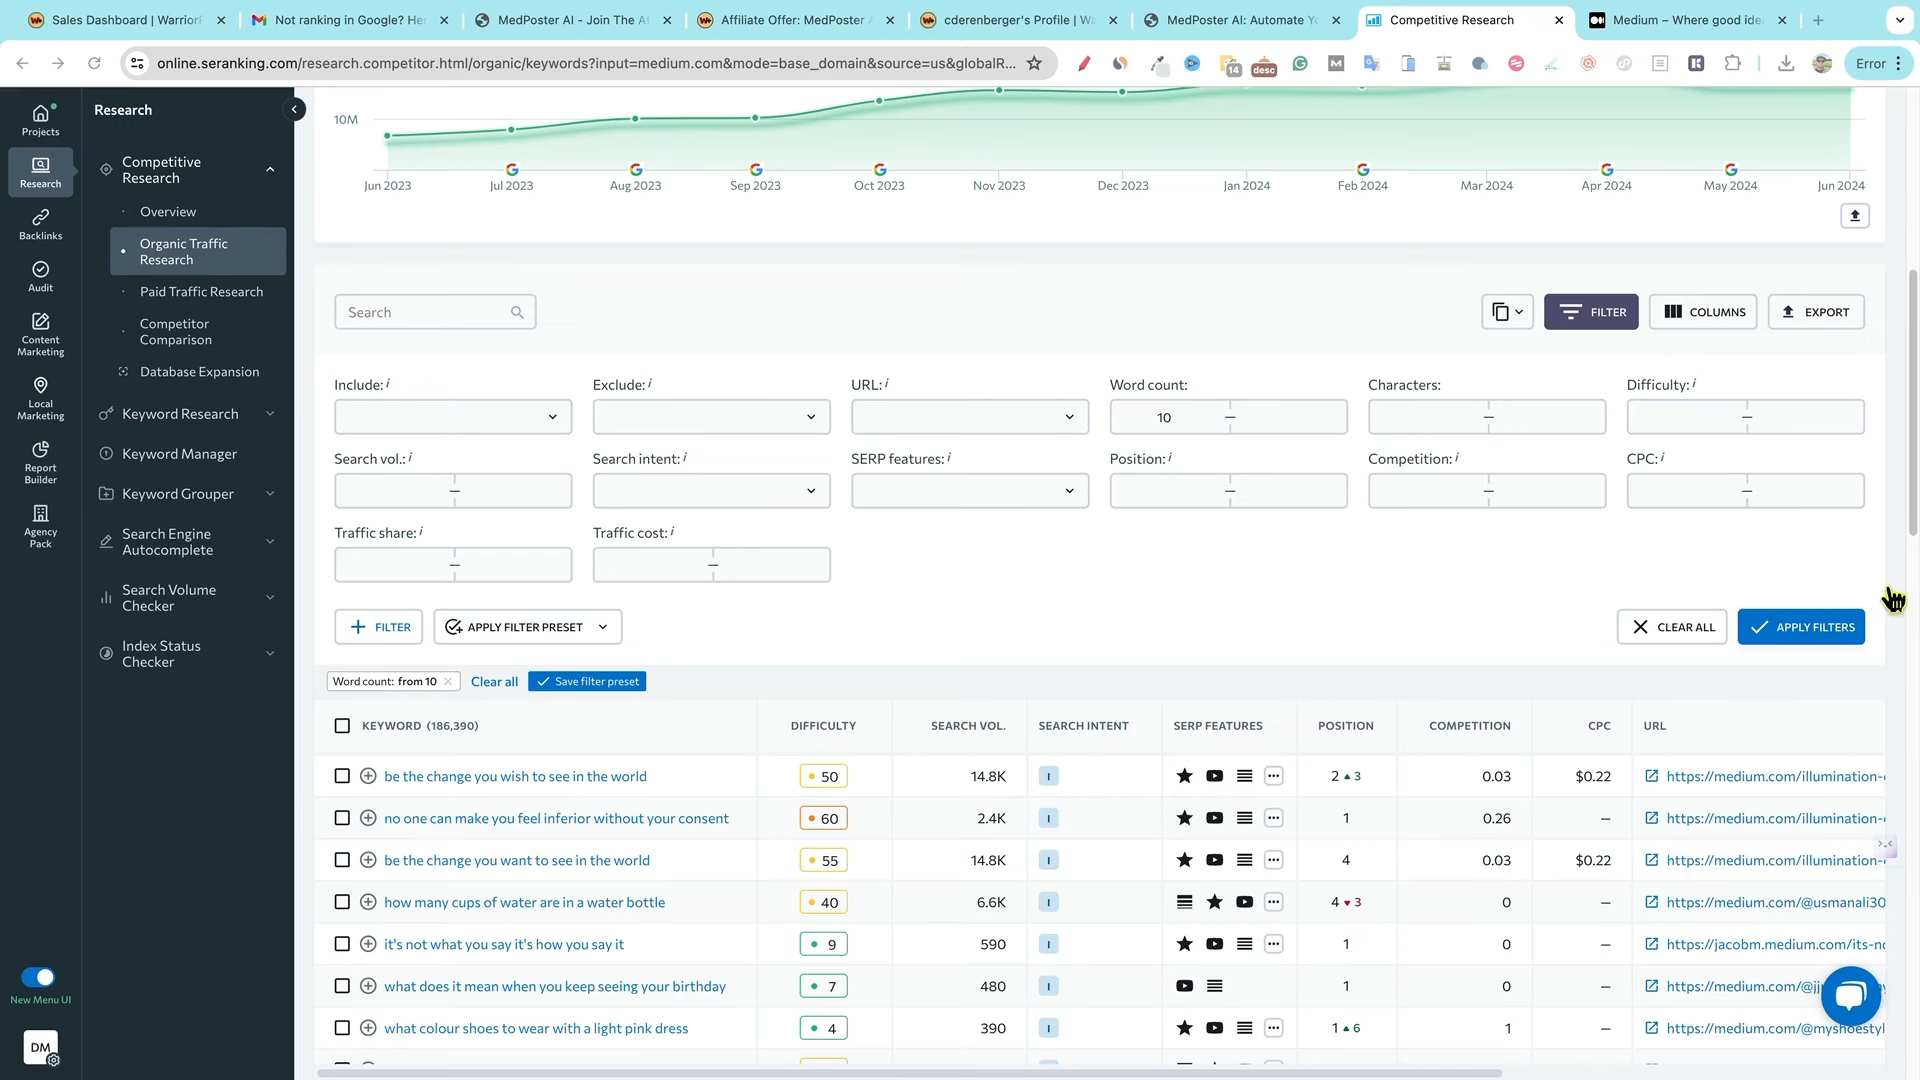 Sales Dashboard | WarriorP
Not ranking in Google? He
MedPoster AI - Join The Af
Affiliate Offer: MedPoster A
cderenberger's Profile | Wa
MedPoster AI: Automate Yo
Competitive Research
Medium – Where good idea
online.seranking.com/research.competitor.html/organic/keywords?input=medium.com&mode=base_domain&source=us&globalR...
14
desc
Error
Projects
Research
Backlinks
Audit
Content
Marketing
Local
Marketing
Report
Builder
Agency
Pack
New Menu UI
DM
Research
Competitive
Research
Overview
Organic Traffic
Research
Paid Traffic Research
Competitor
Comparison
Database Expansion
Keyword Research
Keyword Manager
Keyword Grouper
Search Engine
Autocomplete
Search Volume
Checker
Index Status
Checker
10M
Jun 2023 Jul 2023 Aug 2023 Sep 2023 Oct 2023 Nov 2023 Dec 2023 Jan 2024 Feb 2024 Mar 2024 Apr 2024 May 2024 Jun 2024
Search
FILTER
COLUMNS
EXPORT
Include: i Exclude: i URL: i Word count: Characters: Difficulty: i
10 –
Search vol.: i Search intent: i SERP features: i Position: i Competition: i CPC: i
Traffic share: i Traffic cost: i
+ FILTER APPLY FILTER PRESET CLEAR ALL APPLY FILTERS
Word count: from 10 Clear all Save filter preset
KEYWORD (186,390) DIFFICULTY SEARCH VOL. SEARCH INTENT SERP FEATURES POSITION COMPETITION CPC URL
be the change you wish to see in the world 50 14.8K I 2 3 0.03 $0.22 https://medium.com/illumination-
no one can make you feel inferior without your consent 60 2.4K I 1 0.26 – https://medium.com/illumination-
be the change you want to see in the world 55 14.8K I 4 0.03 $0.22 https://medium.com/illumination-
how many cups of water are in a water bottle 40 6.6K I 4 3 0 – https://medium.com/@usmanali30
it's not what you say it's how you say it 9 590 I 1 0 – https://jacobm.medium.com/its-no
what does it mean when you keep seeing your birthday 7 480 I 1 0 – https://medium.com/@jj
what colour shoes to wear with a light pink dress 4 390 I 1 6 1 – https://medium.com/@myshoestyl